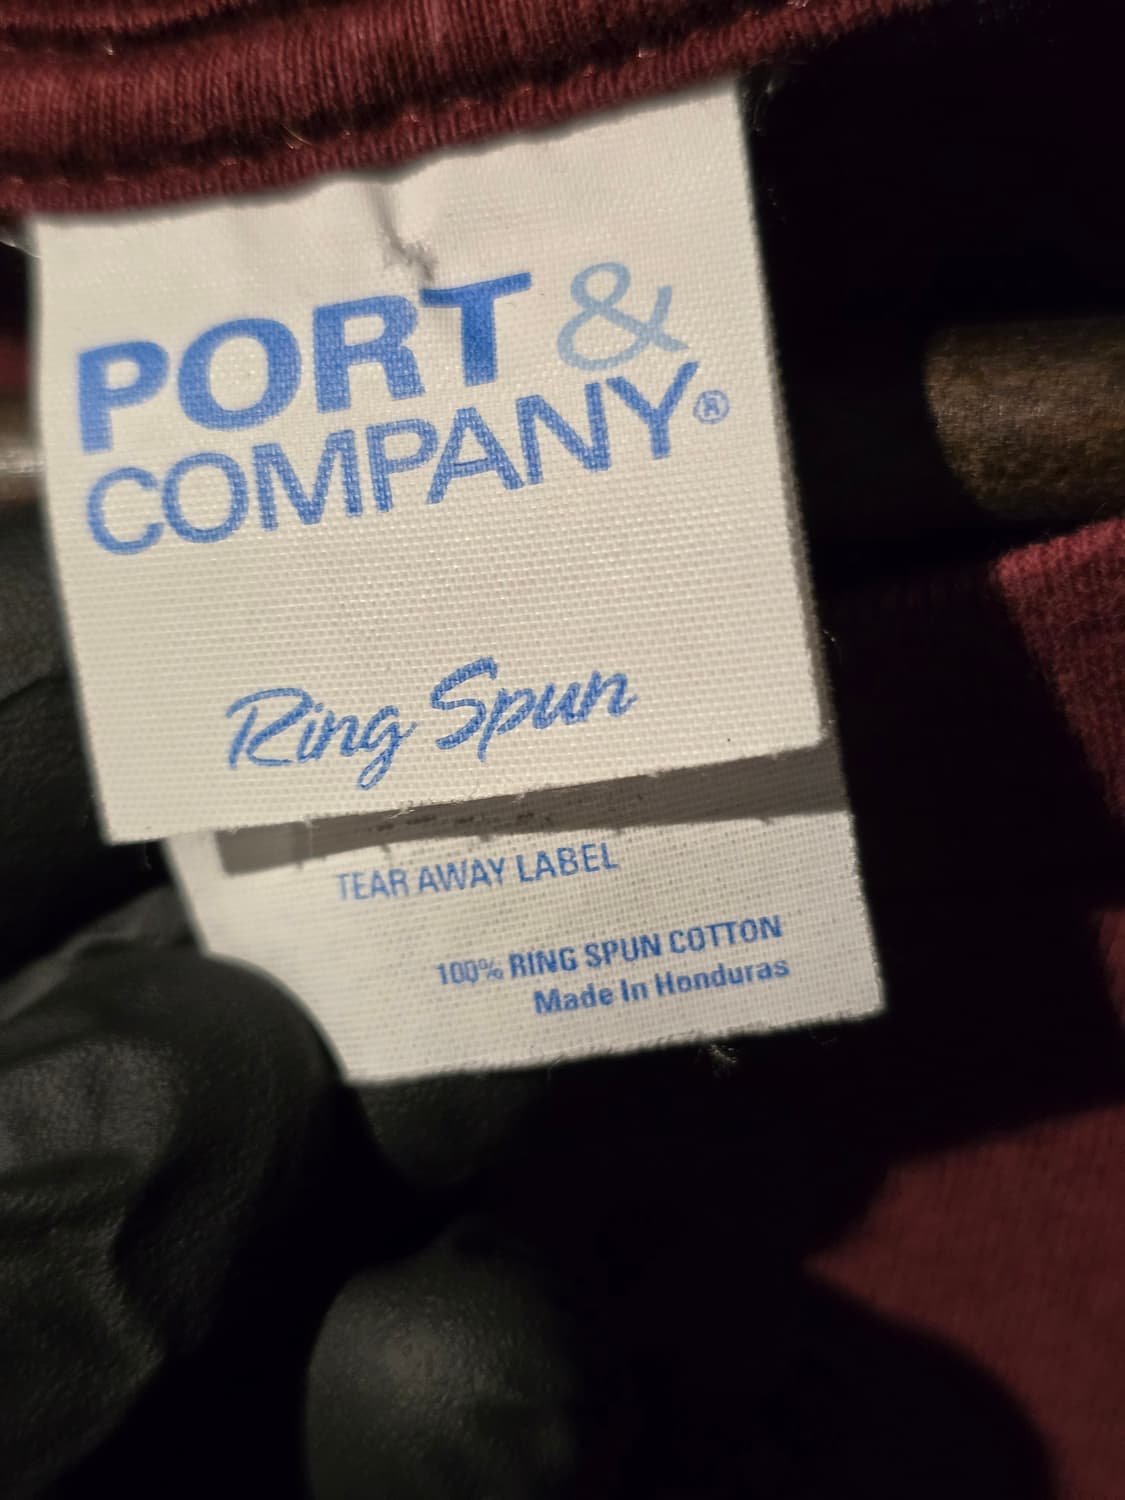 PORT &
COMPANY®
Ring Spun
TEAR AWAY LABEL
100% RING SPUN COTTON
Made In Honduras